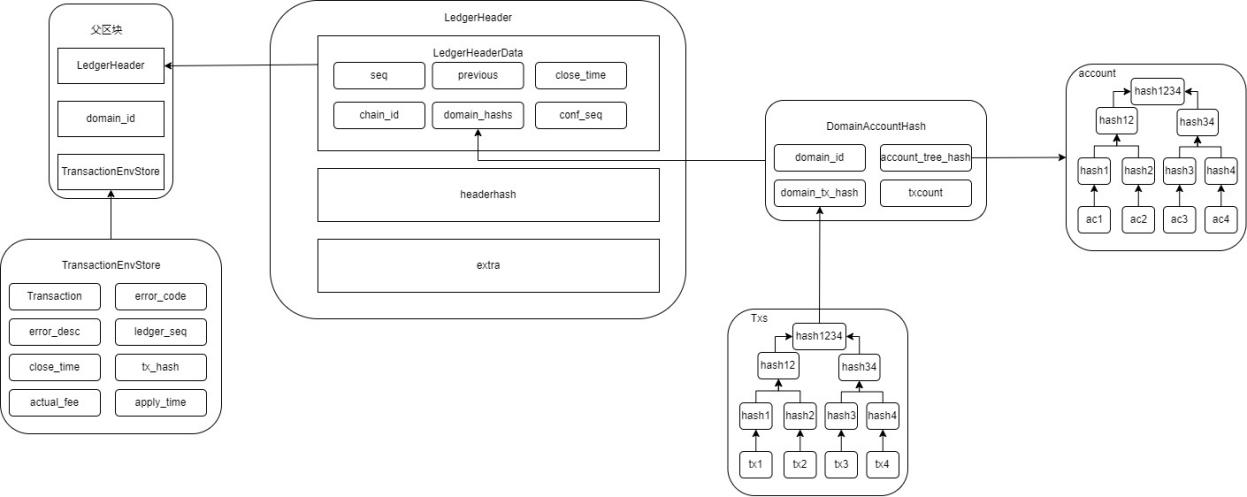 父区块
LedgerHeader
domain_id
TransactionEnvStore
TransactionEnvStore
Transaction
error_code
error_desc
ledger_seq
close_time
tx_hash
actual_fee
apply_time
LedgerHeader
LedgerHeaderData
seq
previous
close_time
chain_id
domain_hashs
conf_seq
headerhash
extra
DomainAccountHash
domain_id
account_tree_hash
domain_tx_hash
txcount
Txs
hash1234
hash12
hash34
hash1
hash2
hash3
hash4
tx1
tx2
tx3
tx4
account
hash1234
hash12
hash34
hash1
hash2
hash3
hash4
ac1
ac2
ac3
ac4